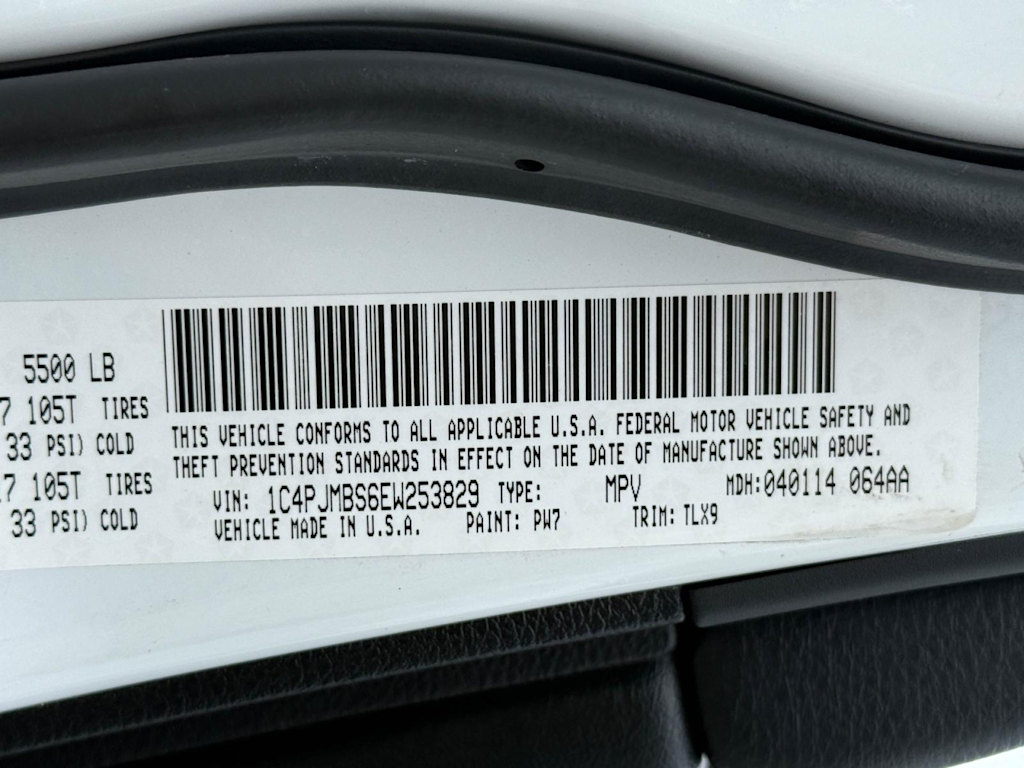 5500 LB
7 105T TIRES
33 PSI) COLD
7 105T TIRES
33 PSI) COLD
THIS VEHICLE CONFORMS TO ALL APPLICABLE U.S.A. FEDERAL MOTOR VEHICLE SAFETY AND
THEFT PREVENTION STANDARDS IN EFFECT ON THE DATE OF MANUFACTURE SHOWN ABOVE.
VIN: 1C4PJMBS6EW253829 TYPE: MPV MDH:040114 064AA
VEHICLE MADE IN U.S.A. PAINT: PW7 TRIM: TLX9